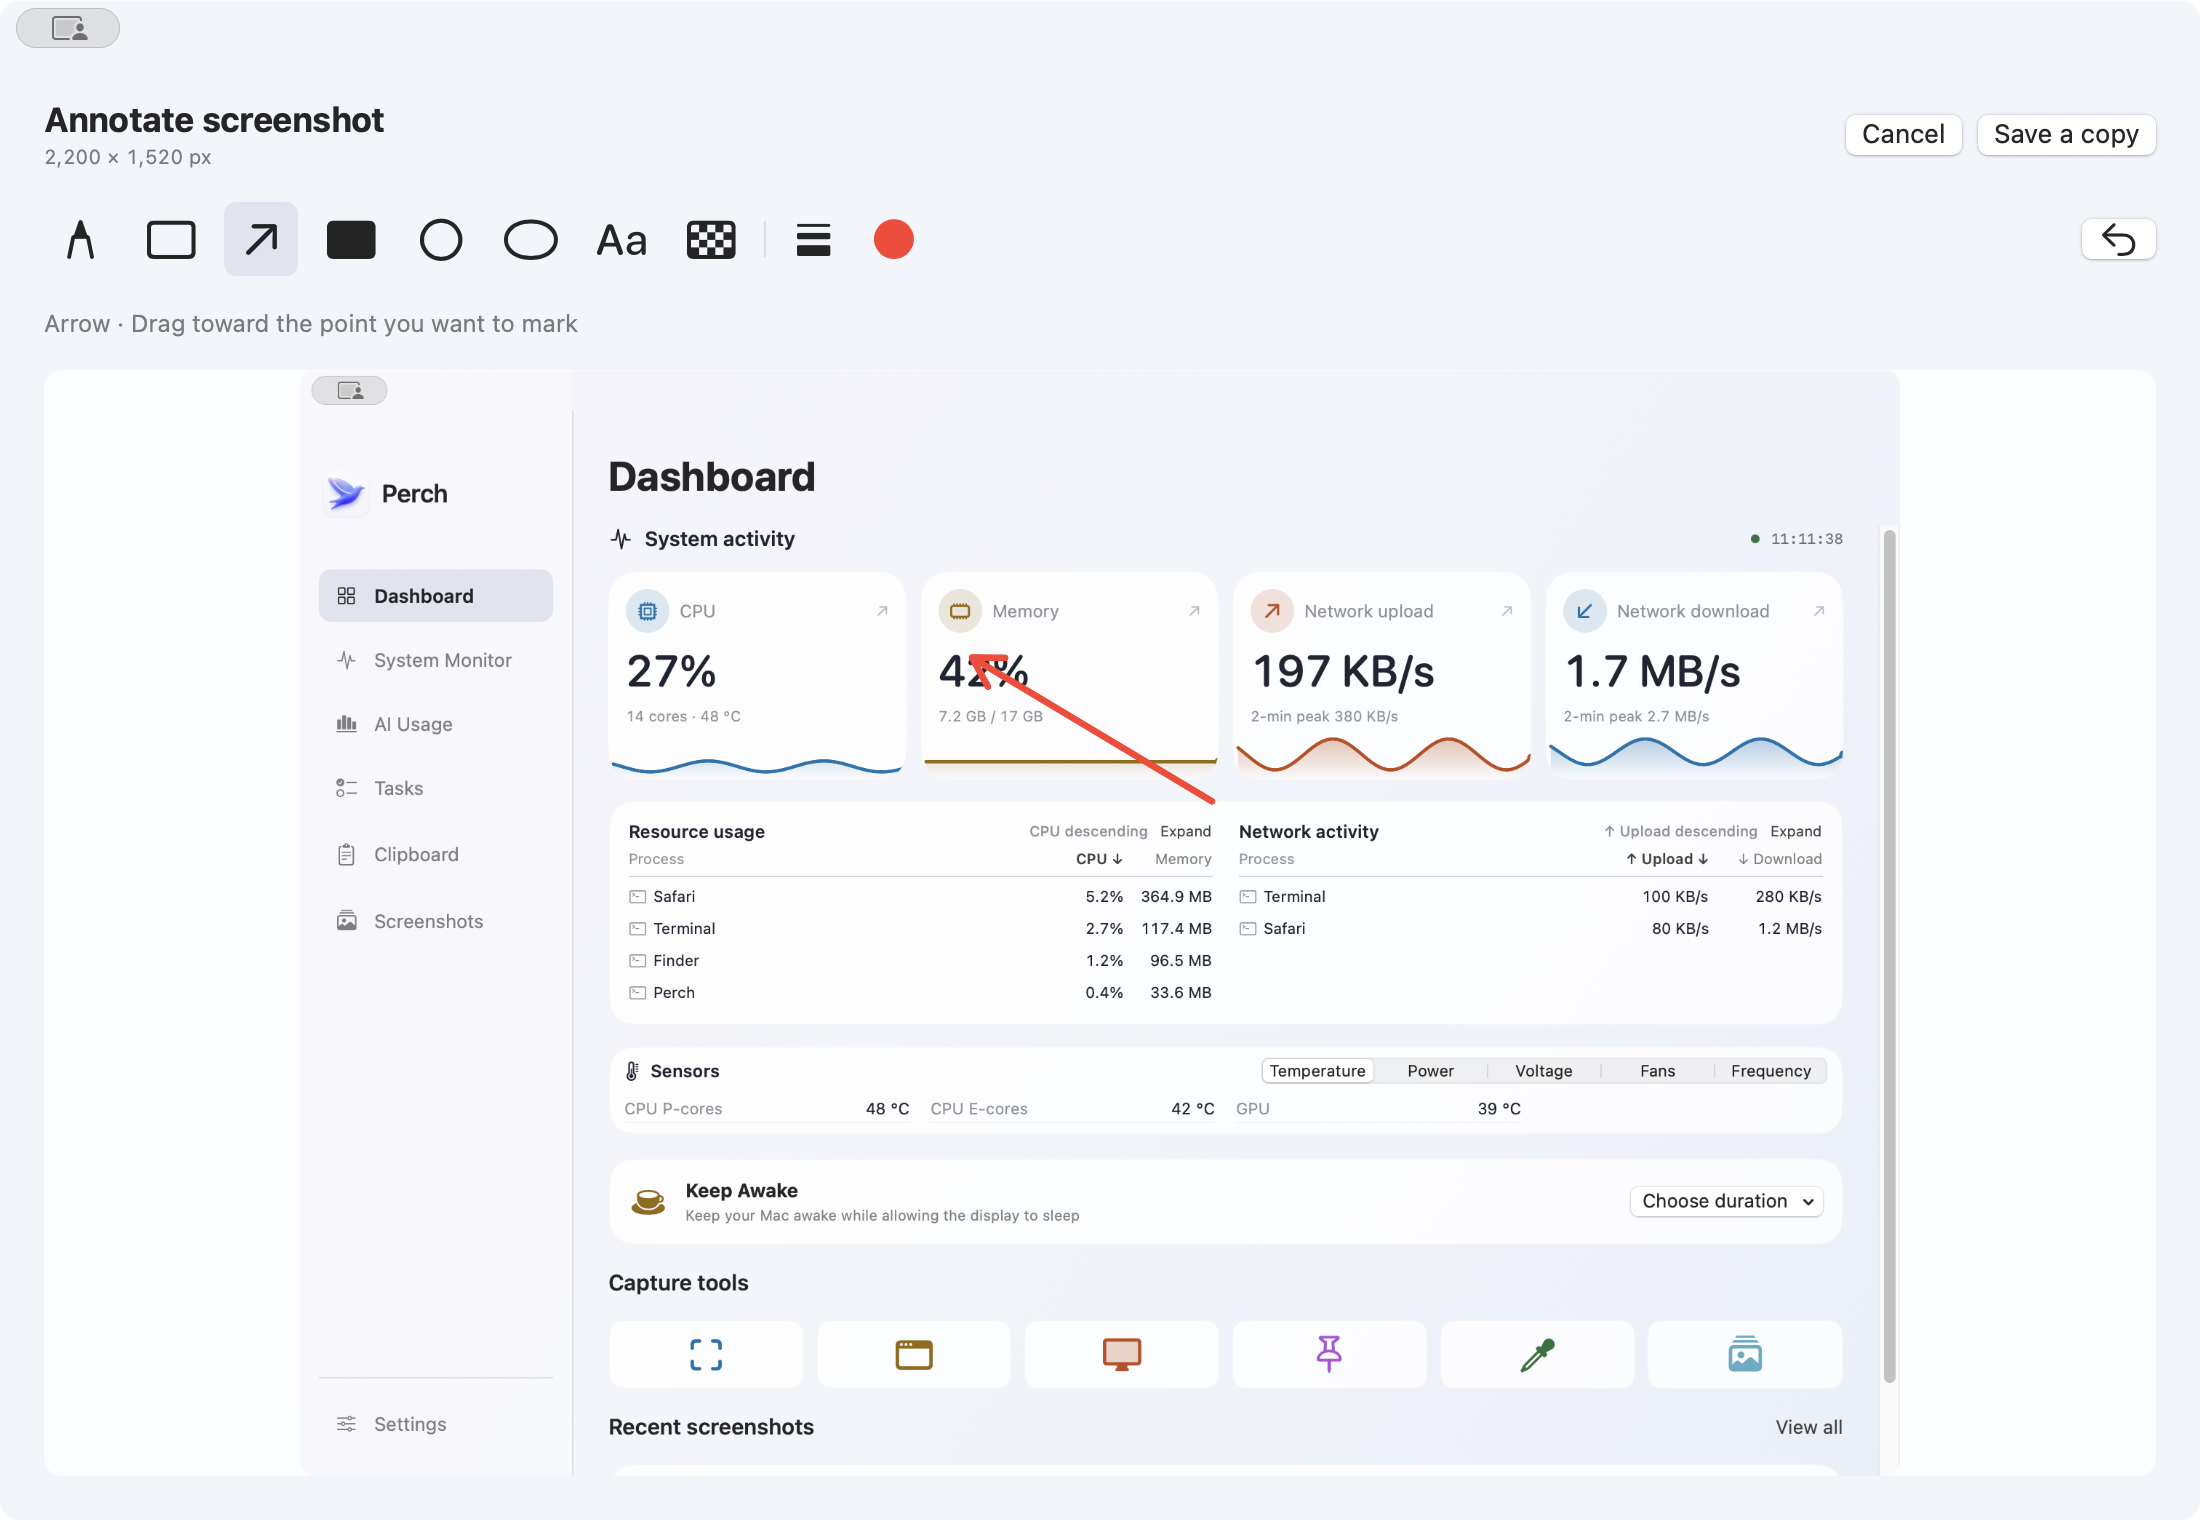 Annotate screenshot
2,200 × 1,520 px
Cancel
Save a copy
Aa
Arrow · Drag toward the point you want to mark
Perch
Dashboard
System Monitor
AI Usage
Tasks
Clipboard
Screenshots
Settings
Dashboard
System activity
11:11:38
CPU
27%
14 cores · 48 °C
Memory
42%
7.2 GB / 17 GB
Network upload
197 KB/s
2-min peak 380 KB/s
Network download
1.7 MB/s
2-min peak 2.7 MB/s
Resource usage CPU descending Expand
Process CPU ↓ Memory
Safari 5.2% 364.9 MB
Terminal 2.7% 117.4 MB
Finder 1.2% 96.5 MB
Perch 0.4% 33.6 MB
Network activity ↑ Upload descending Expand
Process ↑ Upload ↓ ↓ Download
Terminal 100 KB/s 280 KB/s
Safari 80 KB/s 1.2 MB/s
Sensors
Temperature Power Voltage Fans Frequency
CPU P-cores 48 °C CPU E-cores 42 °C GPU 39 °C
Keep Awake
Keep your Mac awake while allowing the display to sleep
Choose duration
Capture tools
Recent screenshots
View all